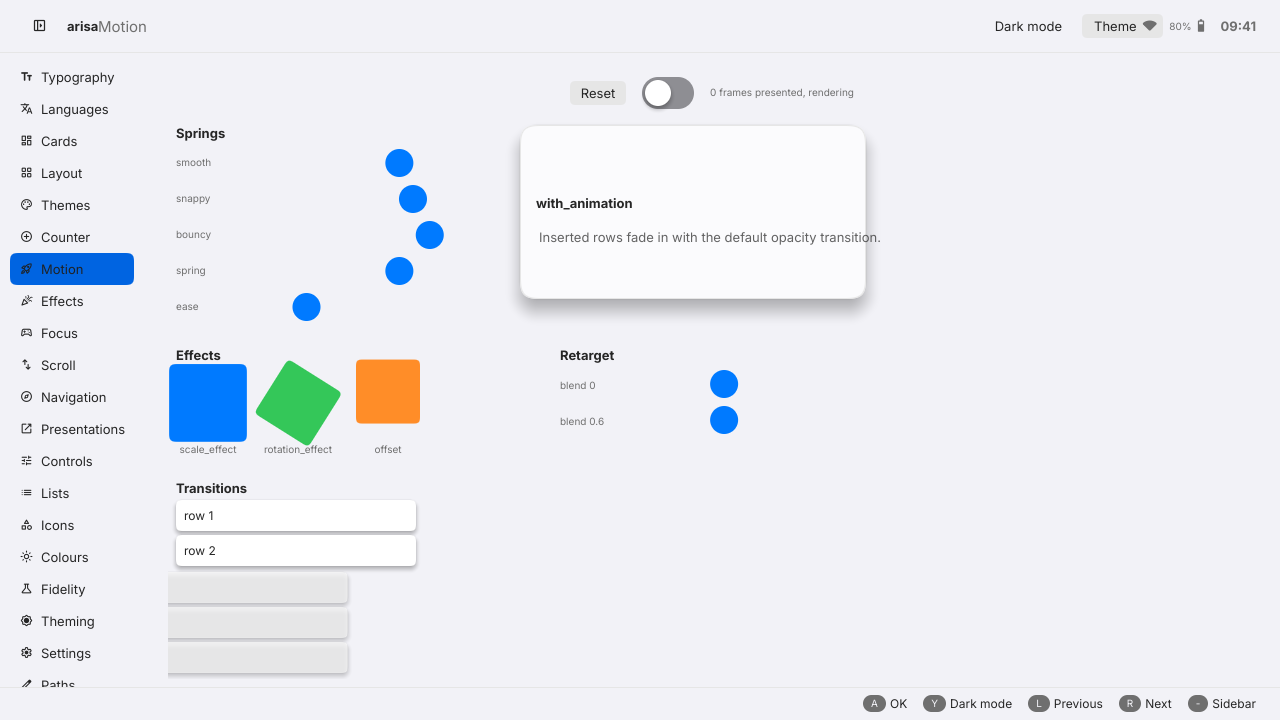 arisaMotion
Dark mode
Theme
80%
09:41
Typography
Languages
Cards
Layout
Themes
Counter
Motion
Effects
Focus
Scroll
Navigation
Presentations
Controls
Lists
Icons
Colours
Fidelity
Theming
Settings
Paths
Reset
0 frames presented, rendering
Springs
smooth
snappy
bouncy
spring
ease
with_animation
Inserted rows fade in with the default opacity transition.
Effects
scale_effect
rotation_effect
offset
Retarget
blend 0
blend 0.6
Transitions
row 1
row 2
A OK
Y Dark mode
L Previous
R Next
- Sidebar